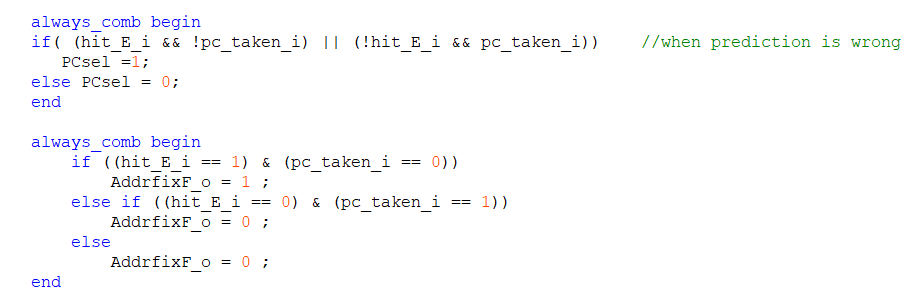 always_comb begin
if( (hit_E_i && !pc_taken_i) || (!hit_E_i && pc_taken_i))    //when prediction is wrong
   PCsel =1;
else PCsel = 0;
end

always_comb begin
    if ((hit_E_i == 1) & (pc_taken_i == 0))
        AddrfixF_o = 1 ;
    else if ((hit_E_i == 0) & (pc_taken_i == 1))
        AddrfixF_o = 0 ;
    else
        AddrfixF_o = 0 ;
end